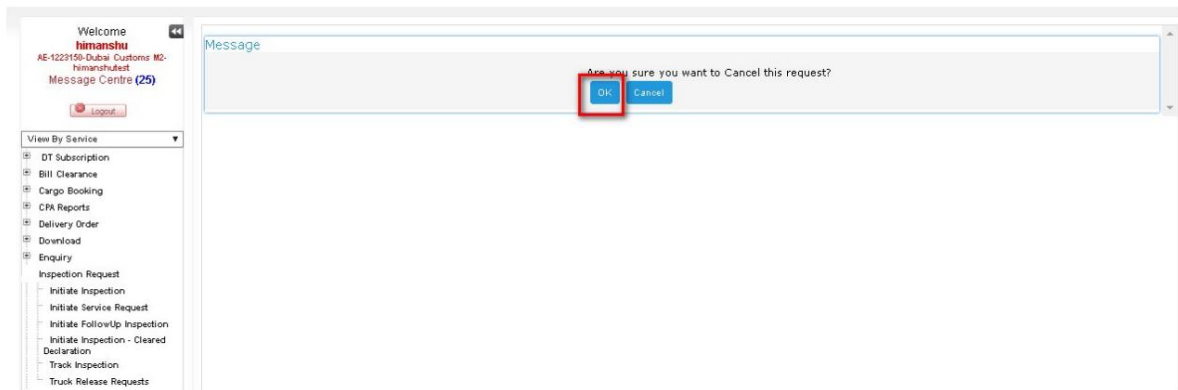 Welcome
himanshu
AE-1223150-Dubai Customs M2-
himanshutest
Message Centre (25)
Logout
View By Service
DT Subscription
Bill Clearance
Cargo Booking
CPA Reports
Delivery Order
Download
Enquiry
Inspection Request
Initiate Inspection
Initiate Service Request
Initiate FollowUp Inspection
Initiate Inspection - Cleared
Declaration
Track Inspection
Truck Release Requests
Message
Are you sure you want to Cancel this request?
OK Cancel